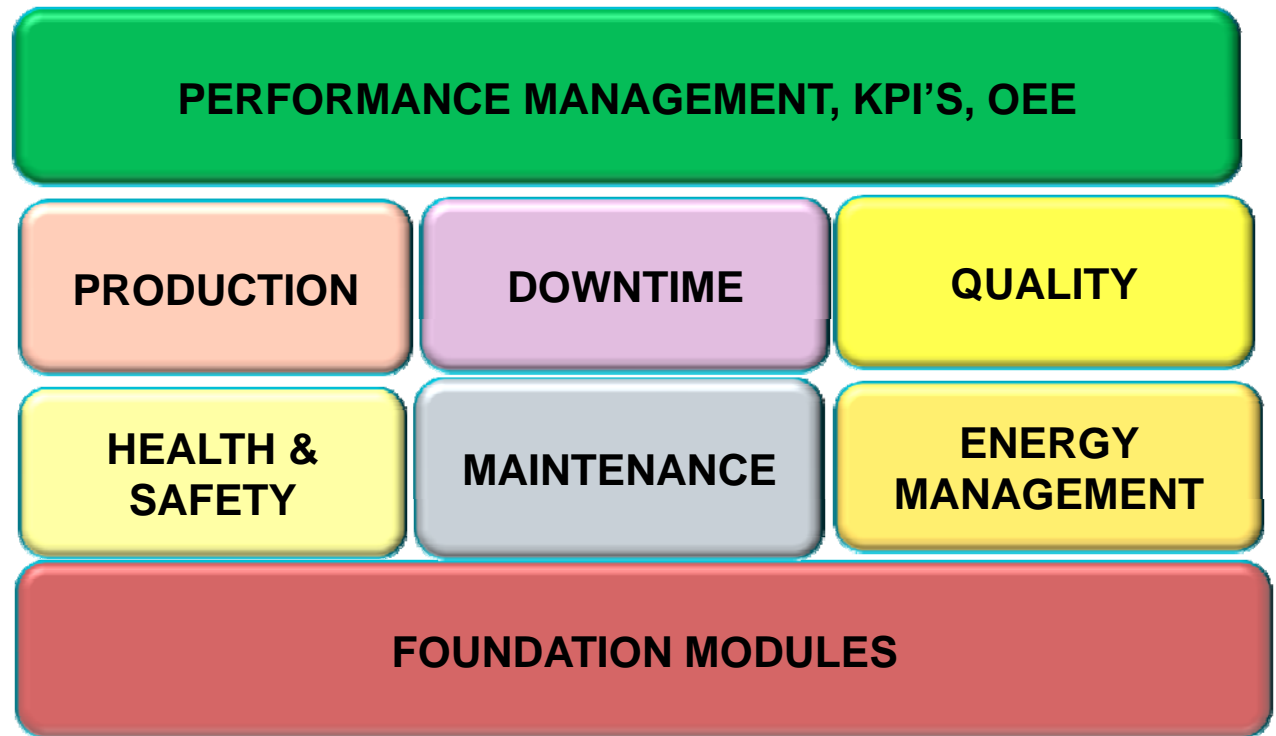 PERFORMANCE MANAGEMENT, KPI’S, OEE
PRODUCTION
DOWNTIME
QUALITY
HEALTH &
SAFETY
MAINTENANCE
ENERGY
MANAGEMENT
FOUNDATION MODULES